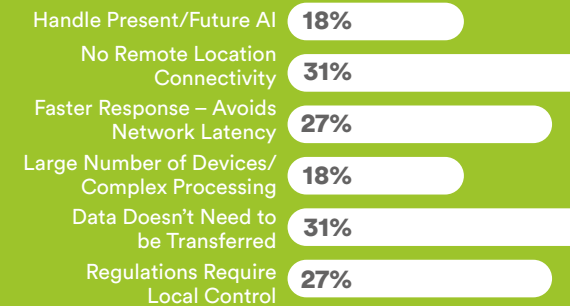 Handle Present/Future AI 18%
No Remote Location
Connectivity 31%
Faster Response – Avoids
Network Latency 27%
Large Number of Devices/
Complex Processing 18%
Data Doesn't Need to
be Transferred 31%
Regulations Require
Local Control 27%